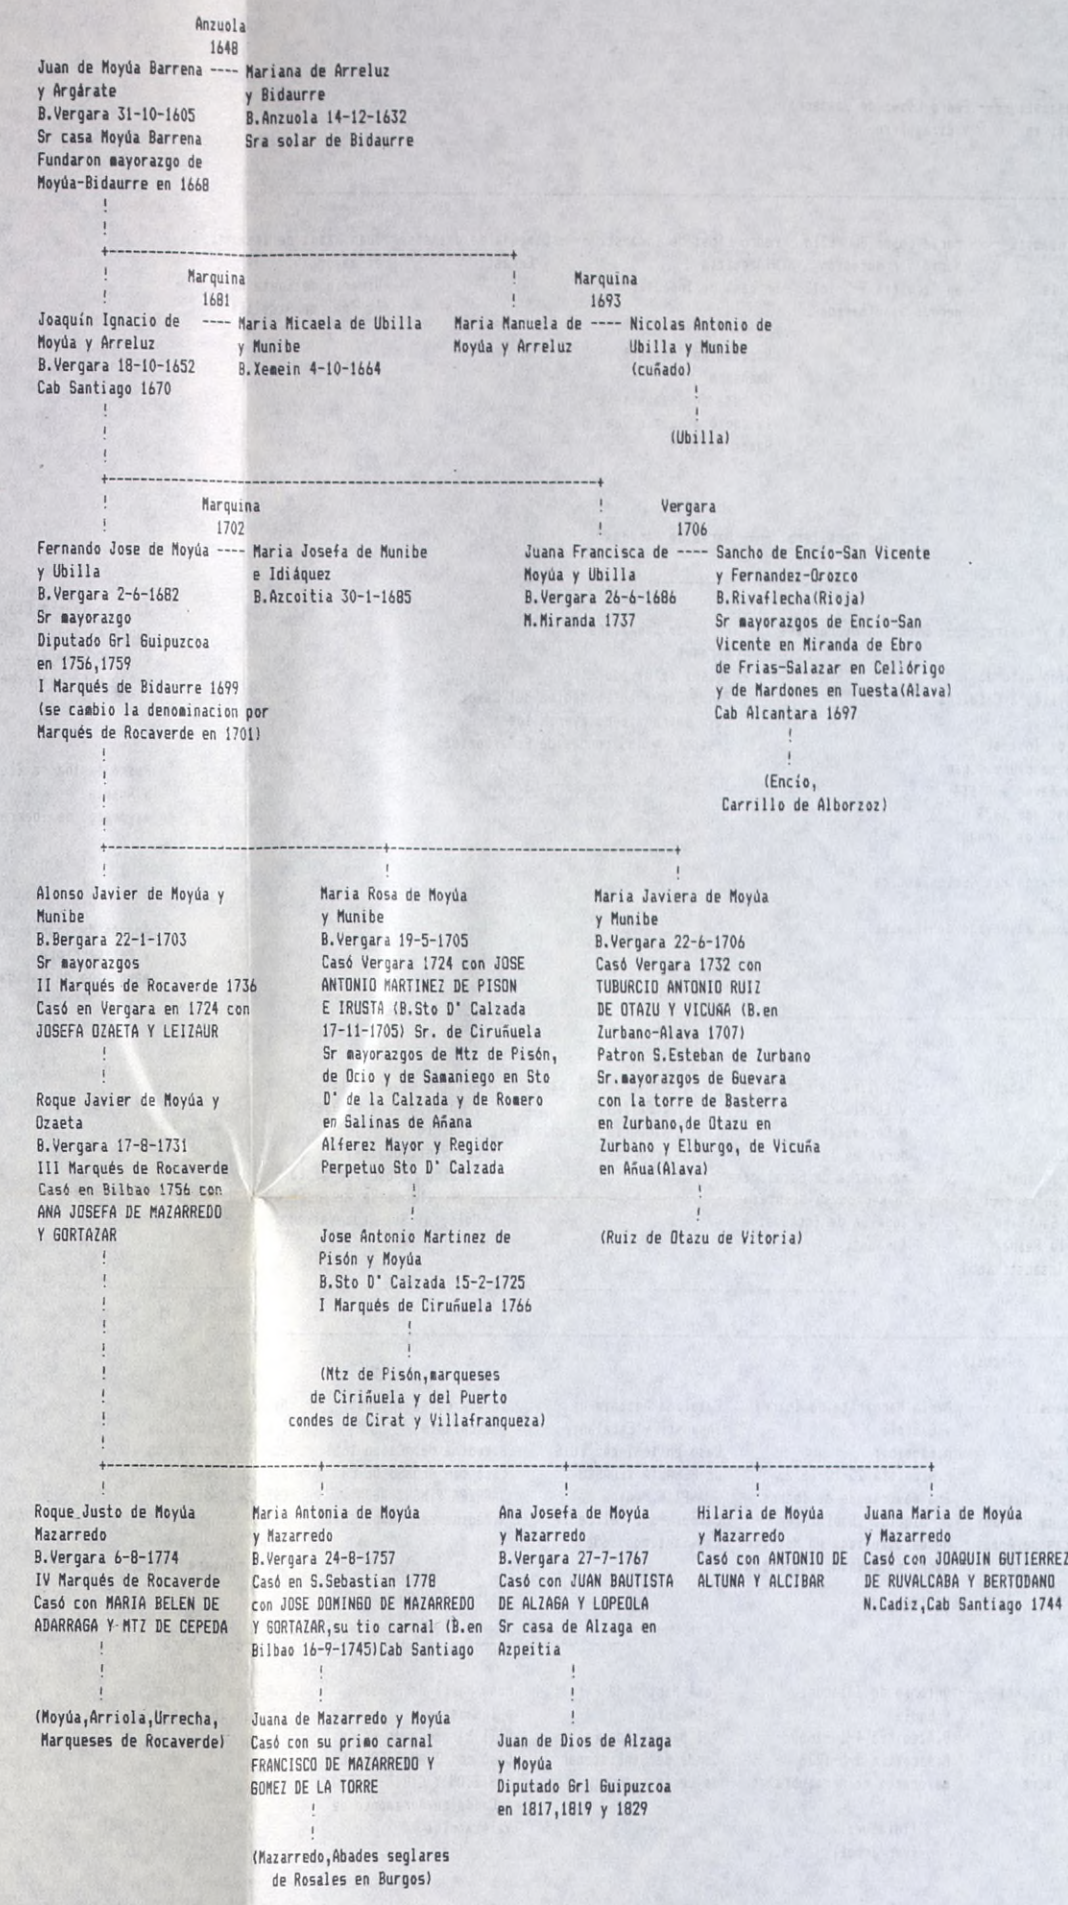 Anzuola
1648
Juan de Moyúa Barrena ---- Mariana de Arreluz
y Argárate y Bidaurre
B.Vergara 31-10-1605 B.Anzuola 14-12-1632
Sr casa Moyúa Barrena Sra solar de Bidaurre
Fundaron mayorazgo de
Moyúa-Bidaurre en 1668
Marquina
1681
Joaquín Ignacio de ---- Maria Micaela de Ubilla
Moyúa y Arreluz y Munibe
B.Vergara 18-10-1652 B.Xemein 4-10-1664
Cab Santiago 1670
Marquina
1693
Maria Manuela de ---- Nicolas Antonio de
Moyúa y Arreluz Ubilla y Munibe
(cuñado)
(Ubilla)
Marquina
1702
Fernando Jose de Moyúa ---- Maria Josefa de Munibe
y Ubilla e Idiáquez
B.Vergara 2-6-1682 B.Azcoitia 30-1-1685
Sr mayorazgo
Diputado Grl Guipuzcoa
en 1756,1759
I Marqués de Bidaurre 1699
(se cambio la denominacion por
Marqués de Rocaverde en 1701)
Vergara
1706
Juana Francisca de ---- Sancho de Encío-San Vicente
Moyúa y Ubilla y Fernandez-Orozco
B.Vergara 26-6-1686 B.Rivaflecha(Rioja)
M.Miranda 1737 Sr mayorazgos de Encio-San
Vicente en Miranda de Ebro
de Frias-Salazar en Cellórigo
y de Mardones en Tuesta(Alava)
Cab Alcantara 1697
(Encío,
Carrillo de Alborzoz)
Alonso Javier de Moyúa y
Munibe
B.Bergara 22-1-1703
Sr mayorazgos
II Marqués de Rocaverde 1736
Casó en Vergara en 1724 con
JOSEFA OZAETA Y LEIZAUR
Roque Javier de Moyúa y
Ozaeta
B.Vergara 17-8-1731
III Marqués de Rocaverde
Casó en Bilbao 1756 con
ANA JOSEFA DE MAZARREDO
Y GORTAZAR
Maria Rosa de Moyúa
y Munibe
B.Vergara 19-5-1705
Casó Vergara 1724 con JOSE
ANTONIO MARTINEZ DE PISON
E IRUSTA (B.Sto D' Calzada
17-11-1705) Sr. de Ciruñuela
Sr mayorazgos de Mtz de Pisón,
de Ocio y de Samaniego en Sto
D' de la Calzada y de Romero
en Salinas de Añana
Alferez Mayor y Regidor
Perpetuo Sto D' Calzada
Jose Antonio Martinez de
Pisón y Moyúa
B.Sto D' Calzada 15-2-1725
I Marqués de Ciruñuela 1766
(Mtz de Pisón,marqueses
de Ciriñuela y del Puerto
condes de Cirat y Villafranqueza)
Maria Javiera de Moyúa
y Munibe
B.Vergara 22-6-1706
Casó Vergara 1732 con
TUBURCIO ANTONIO RUIZ
DE OTAZU Y VICUÑA (B.en
Zurbano-Alava 1707)
Patron S.Esteban de Zurbano
Sr.mayorazgos de Guevara
con la torre de Basterra
en Zurbano,de Otazu en
Zurbano y Elburgo, de Vicuña
en Añua(Alava)
(Ruiz de Otazu de Vitoria)
Roque Justo de Moyúa
Mazarredo
B.Vergara 6-8-1774
IV Marqués de Rocaverde
Casó con MARIA BELEN DE
ADARRAGA Y MTZ DE CEPEDA
(Moyúa,Arriola,Urrecha,
Marqueses de Rocaverde)
Maria Antonia de Moyúa
y Mazarredo
B.Vergara 24-8-1757
Casó en S.Sebastian 1778
con JOSE DOMINGO DE MAZARREDO
Y GORTAZAR,su tio carnal (B.en
Bilbao 16-9-1745)Cab Santiago
Juana de Mazarredo y Moyúa
Casó con su primo carnal
FRANCISCO DE MAZARREDO Y
GOMEZ DE LA TORRE
(Mazarredo,Abades seglares
de Rosales en Burgos)
Ana Josefa de Moyúa
y Mazarredo
B.Vergara 27-7-1767
Casó con JUAN BAUTISTA
DE ALZAGA Y LOPEOLA
Sr casa de Alzaga en
Azpeitia
Juan de Dios de Alzaga
y Moyúa
Diputado Grl Guipuzcoa
en 1817,1819 y 1829
Hilaria de Moyúa
y Mazarredo
Casó con ANTONIO DE
ALTUNA Y ALCIBAR
Juana Maria de Moyúa
y Mazarredo
Casó con JOAQUIN GUTIERREZ
DE RUVALCABA Y BERTODANO
N.Cadiz,Cab Santiago 1744